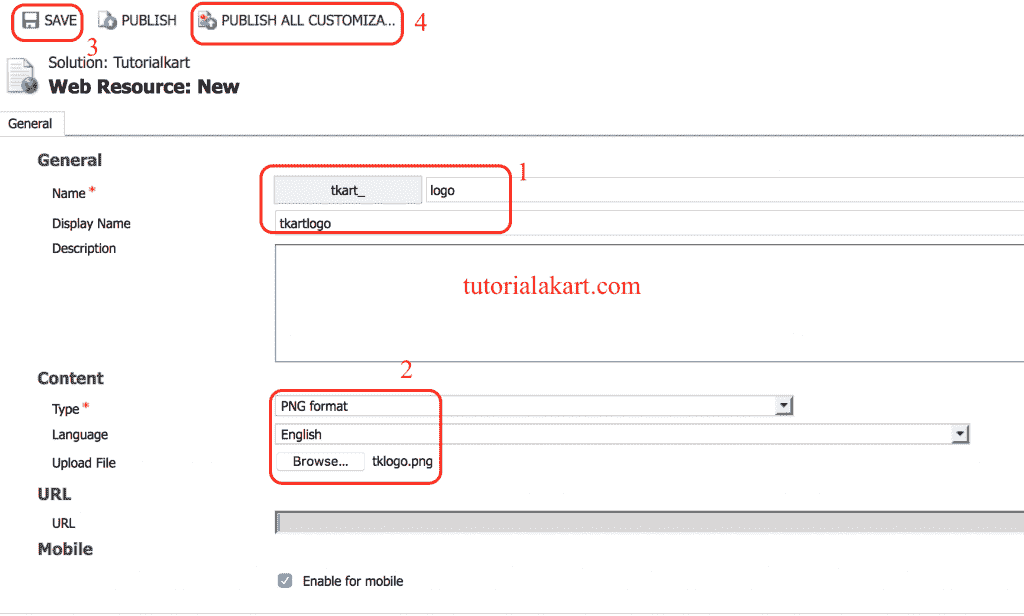 SAVE PUBLISH PUBLISH ALL CUSTOMIZA... 4
3
Solution: Tutorialkart
Web Resource: New
General
General
1
Name * tkart_ logo
Display Name tkartlogo
Description
tutorialakart.com
2
Content
Type * PNG format
Language English
Upload File Browse... tklogo.png
URL
URL
Mobile
Enable for mobile